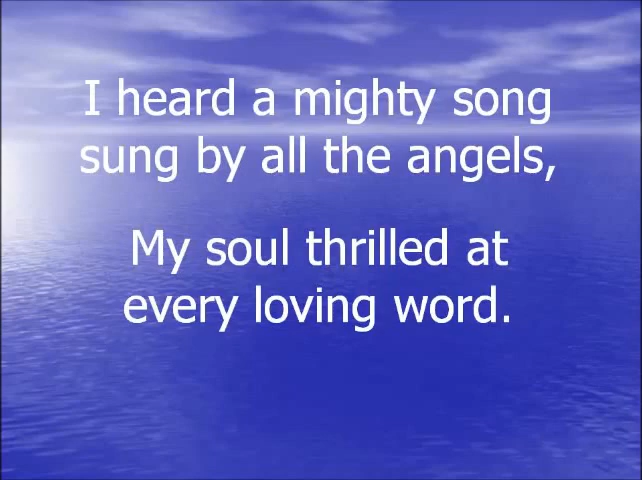 I heard a mighty song
sung by all the angels,
My soul thrilled at
every loving word.